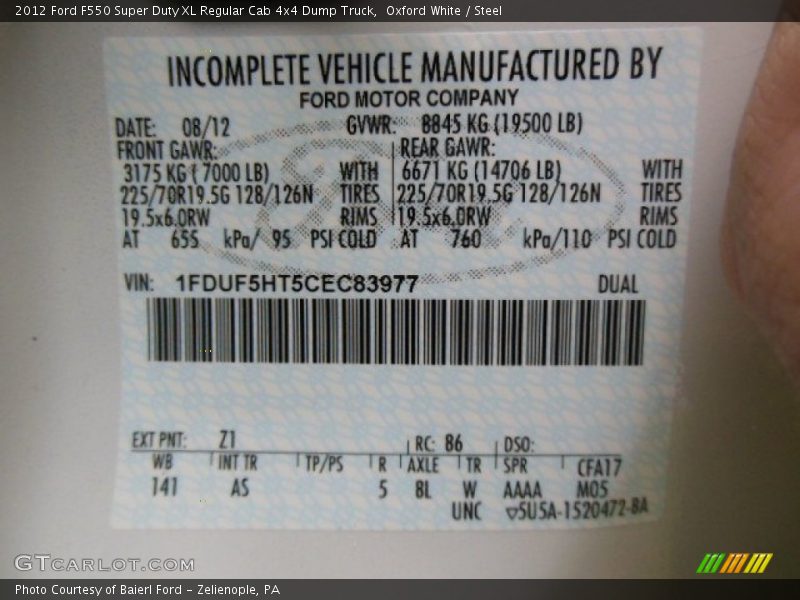 2012 Ford F550 Super Duty XL Regular Cab 4x4 Dump Truck, Oxford White / Steel
INCOMPLETE VEHICLE MANUFACTURED BY
FORD MOTOR COMPANY
DATE: 08/12 GVWR: 8845 KG (19500 LB)
FRONT GAWR: REAR GAWR:
3175 KG ( 7000 LB) WITH 6671 KG (14706 LB) WITH
225/70R19.5G 128/126N TIRES 225/70R19.5G 128/126N TIRES
19.5x6.0RW RIMS 19.5x6.0RW RIMS
AT 655 kPa/ 95 PSI COLD AT 760 kPa/110 PSI COLD
VIN: 1FDUF5HT5CEC83977 DUAL
EXT PNT: Z1 RC: 86 DSO:
WB INT TR TP/PS R AXLE TR SPR CFA17
141 AS 5 8L W AAAA M05
UNC ▽5U5A-1520472-BA
GTCARLOT.COM
Photo Courtesy of Baierl Ford - Zelienople, PA